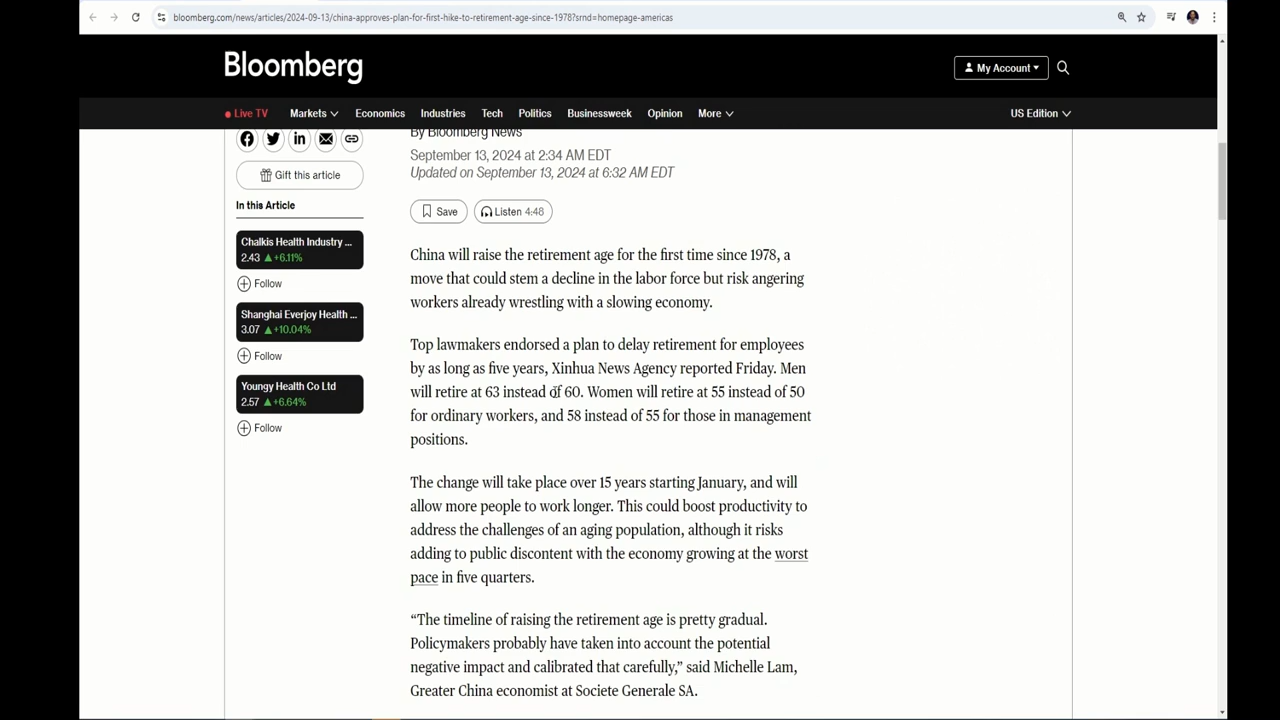 bloomberg.com/news/articles/2024-09-13/china-approves-plan-for-first-hike-to-retirement-age-since-1978?srnd=homepage-americas
Bloomberg
My Account
Live TV
Markets
Economics
Industries
Tech
Politics
Businessweek
Opinion
More
US Edition
Gift this article
In this Article
Chalkis Health Industry ...
2.43 ▲+6.11%
Follow
Shanghai Everjoy Health ...
3.07 ▲+10.04%
Follow
Youngy Health Co Ltd
2.57 ▲+6.64%
Follow
By Bloomberg News
September 13, 2024 at 2:34 AM EDT
Updated on September 13, 2024 at 6:32 AM EDT
Save
Listen 4:48
China will raise the retirement age for the first time since 1978, a
move that could stem a decline in the labor force but risk angering
workers already wrestling with a slowing economy.
Top lawmakers endorsed a plan to delay retirement for employees
by as long as five years, Xinhua News Agency reported Friday. Men
will retire at 63 instead of 60. Women will retire at 55 instead of 50
for ordinary workers, and 58 instead of 55 for those in management
positions.
The change will take place over 15 years starting January, and will
allow more people to work longer. This could boost productivity to
address the challenges of an aging population, although it risks
adding to public discontent with the economy growing at the worst
pace in five quarters.
“The timeline of raising the retirement age is pretty gradual.
Policymakers probably have taken into account the potential
negative impact and calibrated that carefully,” said Michelle Lam,
Greater China economist at Societe Generale SA.